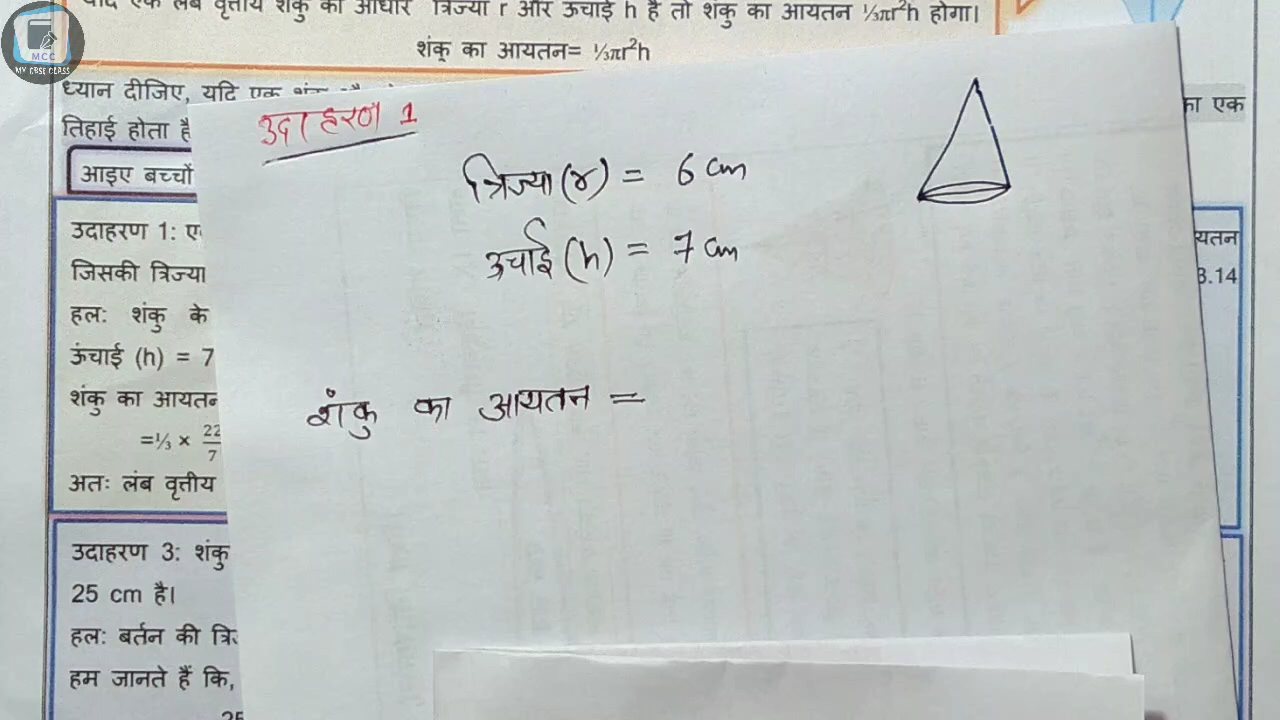 यदि एक लंब वृत्तीय शंकु का आधार त्रिज्या r और ऊंचाई h है तो शंकु का आयतन ⅓πr²h होगा।
शंकु का आयतन= ⅓πr²h
MCC
MY CBSE CLASS
ध्यान दीजिए, यदि एक
का एक
तिहाई होता है
उदाहरण 1
आइए बच्चों
त्रिज्या (r) = 6 cm
उदाहरण 1:
यतन
ऊचाई (h) = 7 cm
जिसकी त्रिज्या
3.14
हल: शंकु के
ऊंचाई (h) = 7
शंकु का आयतन
शंकु का आयतन =
=⅓ × 22/7
अतः लंब वृत्तीय
उदाहरण 3: शंकु
25 cm है।
हल: बर्तन की
हम जानते हैं कि,